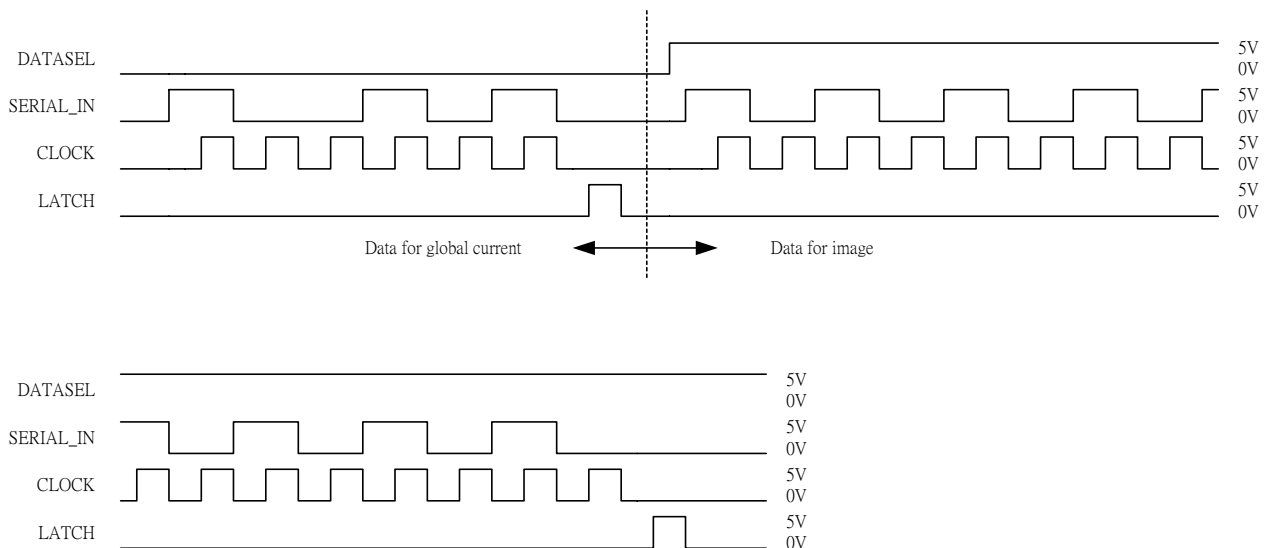 DATASEL
5V
0V
SERIAL_IN
5V
0V
CLOCK
5V
0V
LATCH
5V
0V
Data for global current
Data for image
DATASEL
5V
0V
SERIAL_IN
5V
0V
CLOCK
5V
0V
LATCH
5V
0V